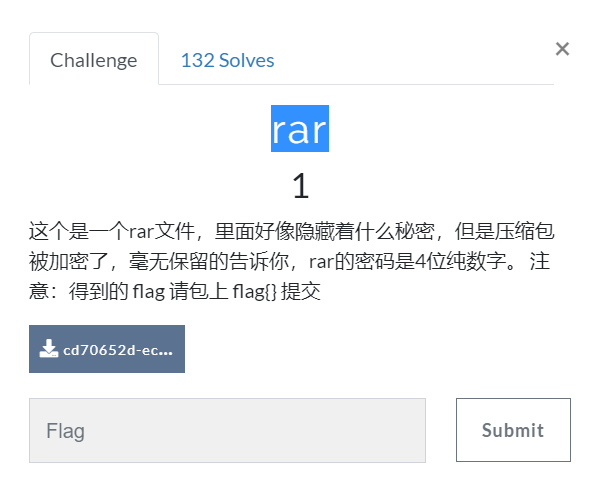 Challenge
132 Solves
×
rar
1
这个是一个rar文件，里面好像隐藏着什么秘密，但是压缩包
被加密了，毫无保留的告诉你，rar的密码是4位纯数字。 注
意：得到的 flag 请包上 flag{} 提交
cd70652d-ec...
Flag
Submit